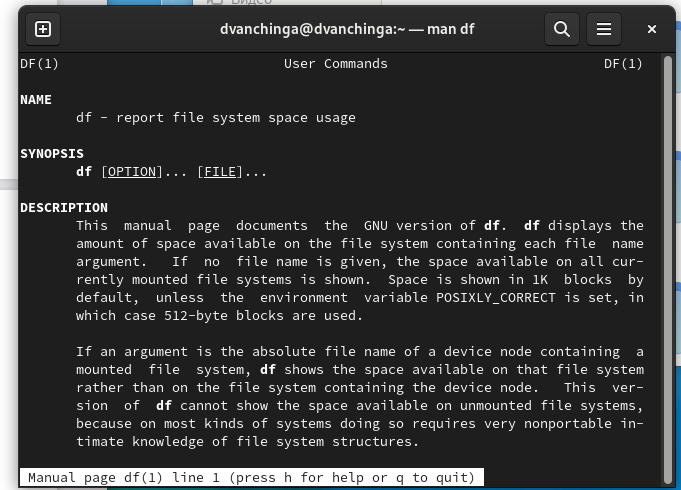 Видео
dvanchinga@dvanchinga:~ — man df
DF(1) User Commands DF(1)
NAME
df - report file system space usage
SYNOPSIS
df [OPTION]... [FILE]...
DESCRIPTION
This manual page documents the GNU version of df. df displays the
amount of space available on the file system containing each file name
argument. If no file name is given, the space available on all cur-
rently mounted file systems is shown. Space is shown in 1K blocks by
default, unless the environment variable POSIXLY_CORRECT is set, in
which case 512-byte blocks are used.
If an argument is the absolute file name of a device node containing a
mounted file system, df shows the space available on that file system
rather than on the file system containing the device node. This ver-
sion of df cannot show the space available on unmounted file systems,
because on most kinds of systems doing so requires very nonportable in-
timate knowledge of file system structures.
Manual page df(1) line 1 (press h for help or q to quit)